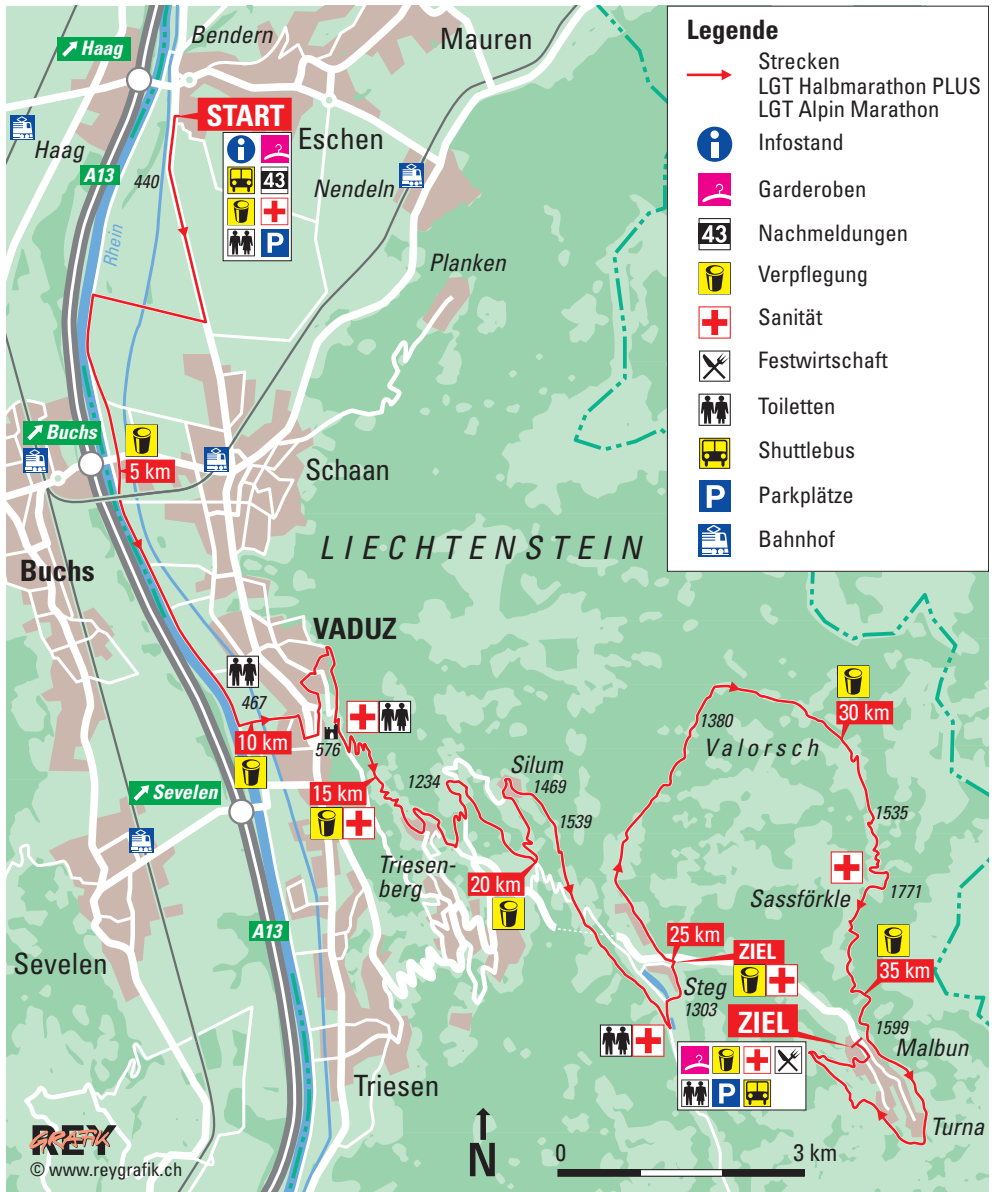 Bendern
Mauren
Haag
START
Eschen
Haag
A13
440
43
P
Nendeln
Rhein
Planken
Buchs
5 km
Schaan
LIECHTENSTEIN
Buchs
VADUZ
467
10 km
576
Sevelen
15 km
1234
Silum
1469
1539
Triesen-
berg
20 km
1380
Valorsch
30 km
1535
Sassförkle
1771
A13
Sevelen
25 km
ZIEL
35 km
Steg
1303
ZIEL
1599
Malbun
P
Triesen
Turna
Legende
Strecken
LGT Halbmarathon PLUS
LGT Alpin Marathon
i Infostand
Garderoben
43 Nachmeldungen
Verpflegung
Sanität
Festwirtschaft
Toiletten
Shuttlebus
P Parkplätze
Bahnhof
REY
GRAFIK
© www.reygrafik.ch
N
0 3 km